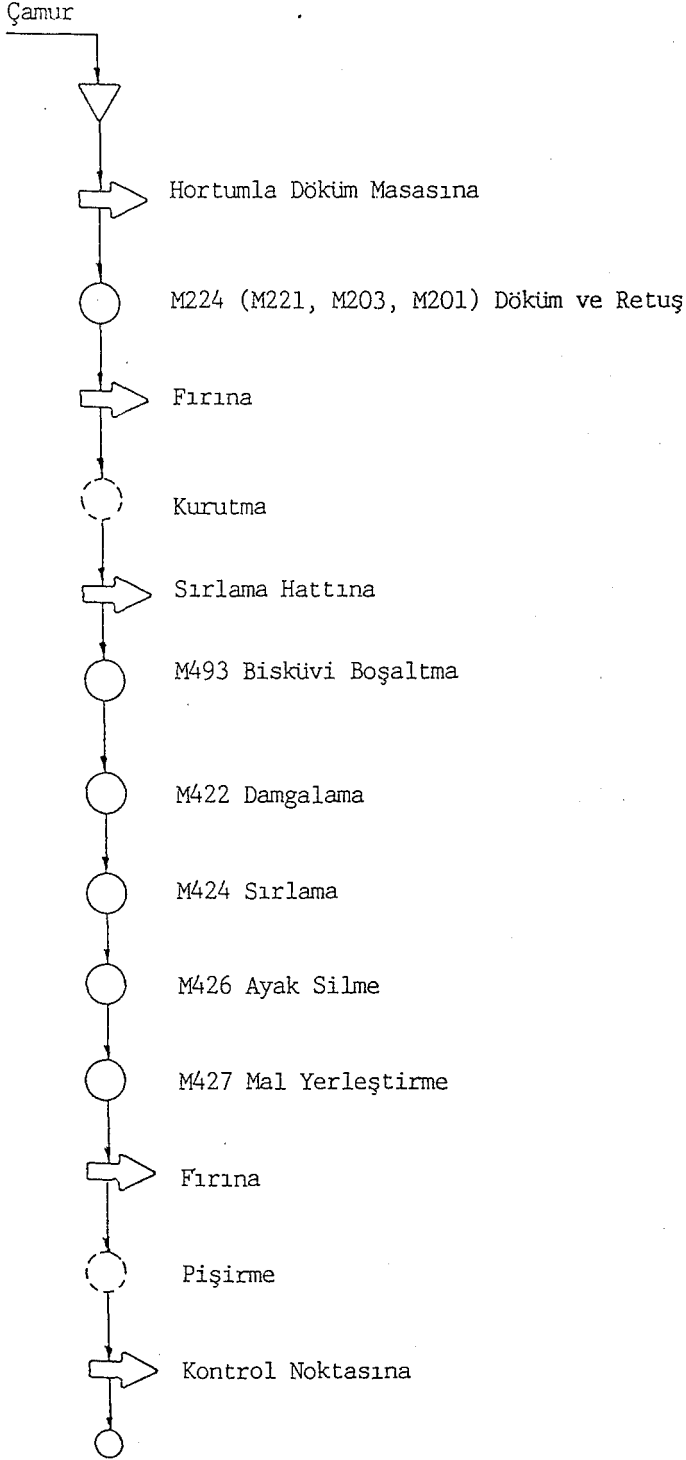 Çamur
Hortumla Döküm Masasına
M224 (M221, M203, M201) Döküm ve Retuş
Fırına
Kurutma
Sırlama Hattına
M493 Bisküvi Boşaltma
M422 Damgalama
M424 Sırlama
M426 Ayak Silme
M427 Mal Yerleştirme
Fırına
Pişirme
Kontrol Noktasına